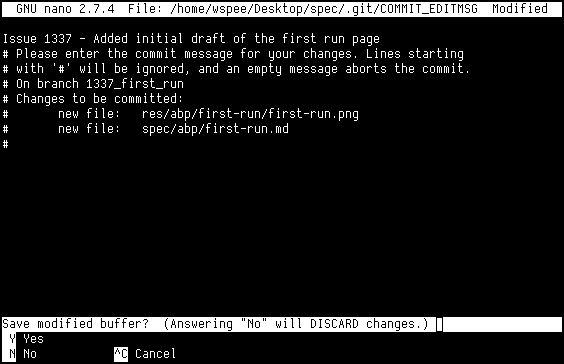 GNU nano 2.7.4  File: /home/wspee/Desktop/spec/.git/COMMIT_EDITMSG  Modified
Issue 1337 - Added initial draft of the first run page
# Please enter the commit message for your changes. Lines starting
# with '#' will be ignored, and an empty message aborts the commit.
# On branch 1337_first_run
# Changes to be committed:
#       new file:   res/abp/first-run/first-run.png
#       new file:   spec/abp/first-run.md
#
Save modified buffer?  (Answering "No" will DISCARD changes.)
Y Yes
N No           ^C Cancel